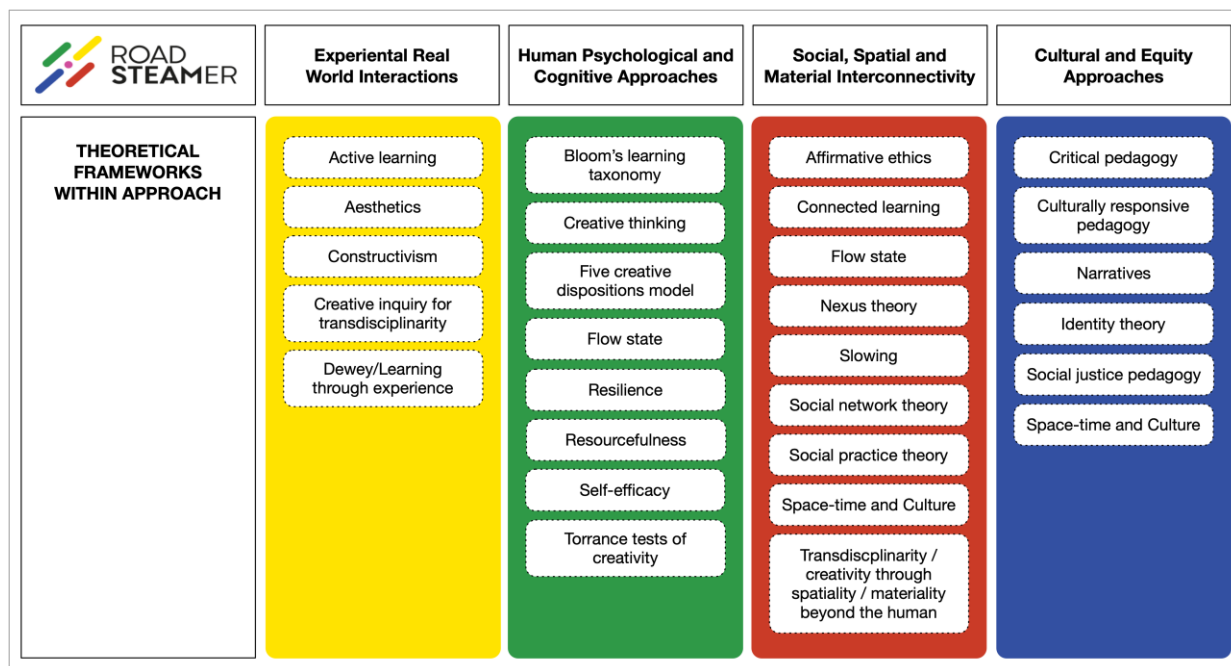 ROAD
STEAMER
Experiental Real
World Interactions
Human Psychological and
Cognitive Approaches
Social, Spatial and
Material Interconnectivity
Cultural and Equity
Approaches
THEORETICAL
FRAMEWORKS
WITHIN APPROACH
Active learning
Aesthetics
Constructivism
Creative inquiry for
transdisciplinarity
Dewey/Learning
through experience
Bloom's learning
taxonomy
Creative thinking
Five creative
dispositions model
Flow state
Resilience
Resourcefulness
Self-efficacy
Torrance tests of
creativity
Affirmative ethics
Connected learning
Flow state
Nexus theory
Slowing
Social network theory
Social practice theory
Space-time and Culture
Transdiscplinarity /
creativity through
spatiality / materiality
beyond the human
Critical pedagogy
Culturally responsive
pedagogy
Narratives
Identity theory
Social justice pedagogy
Space-time and Culture